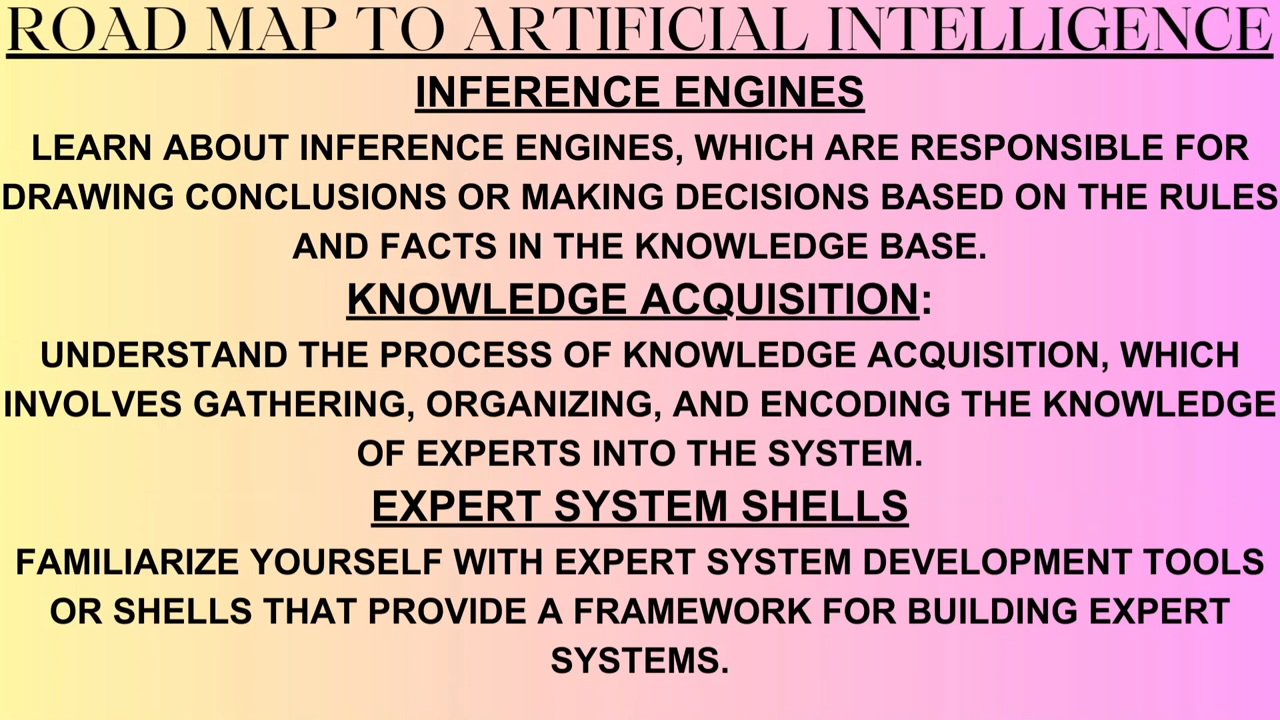 ROAD MAP TO ARTIFICIAL INTELLIGENCE
INFERENCE ENGINES
LEARN ABOUT INFERENCE ENGINES, WHICH ARE RESPONSIBLE FOR
DRAWING CONCLUSIONS OR MAKING DECISIONS BASED ON THE RULES
AND FACTS IN THE KNOWLEDGE BASE.
KNOWLEDGE ACQUISITION:
UNDERSTAND THE PROCESS OF KNOWLEDGE ACQUISITION, WHICH
INVOLVES GATHERING, ORGANIZING, AND ENCODING THE KNOWLEDGE
OF EXPERTS INTO THE SYSTEM.
EXPERT SYSTEM SHELLS
FAMILIARIZE YOURSELF WITH EXPERT SYSTEM DEVELOPMENT TOOLS
OR SHELLS THAT PROVIDE A FRAMEWORK FOR BUILDING EXPERT
SYSTEMS.